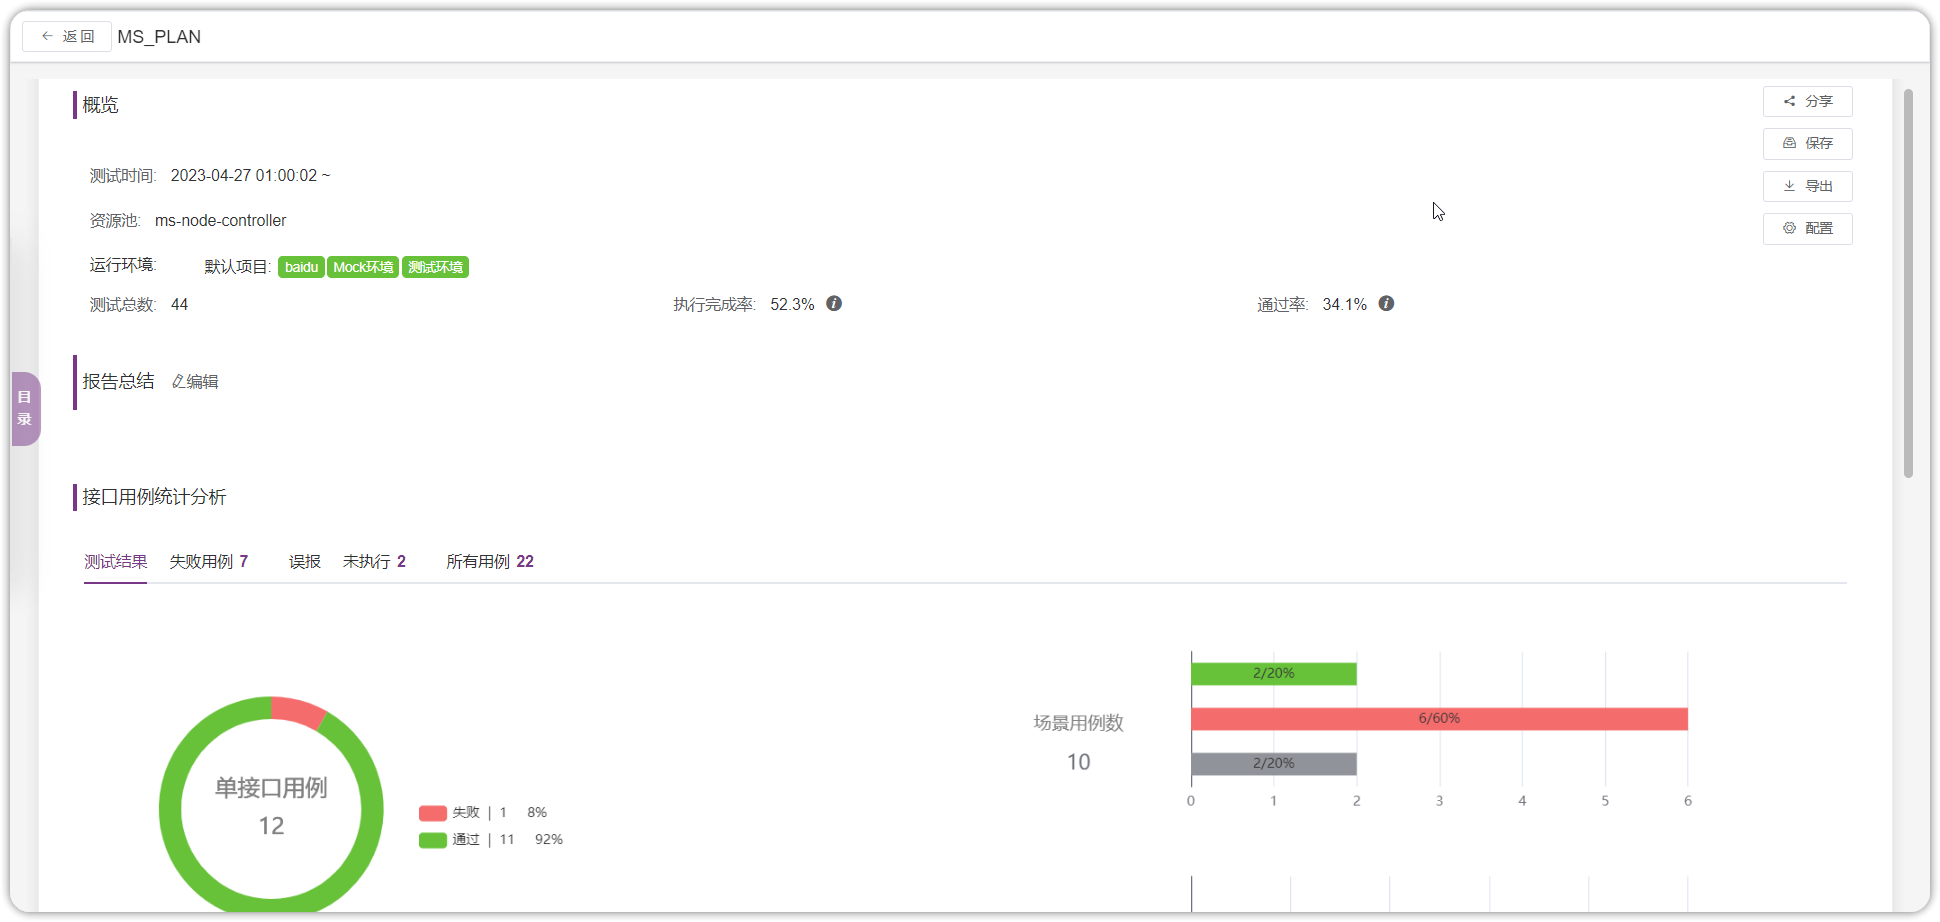 返回 MS_PLAN
概览
分享
保存
导出
配置
测试时间: 2023-04-27 01:00:02 ~
资源池: ms-node-controller
运行环境: 默认项目: baidu Mock环境 测试环境
测试总数: 44 执行完成率: 52.3% 通过率: 34.1%
目录
报告总结 编辑
接口用例统计分析
测试结果 失败用例 7 误报 未执行 2 所有用例 22
单接口用例
12
失败 | 1 8%
通过 | 11 92%
场景用例数
10
2/20%
6/60%
2/20%
0 1 2 3 4 5 6